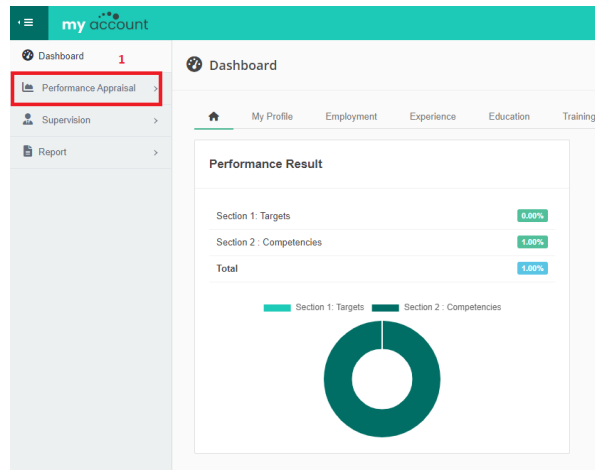 my account
Dashboard
1
Performance Appraisal
Supervision
Report
Dashboard
My Profile Employment Experience Education Training
Performance Result
Section 1: Targets 0.00%
Section 2 : Competencies 1.00%
Total 1.00%
Section 1: Targets Section 2 : Competencies